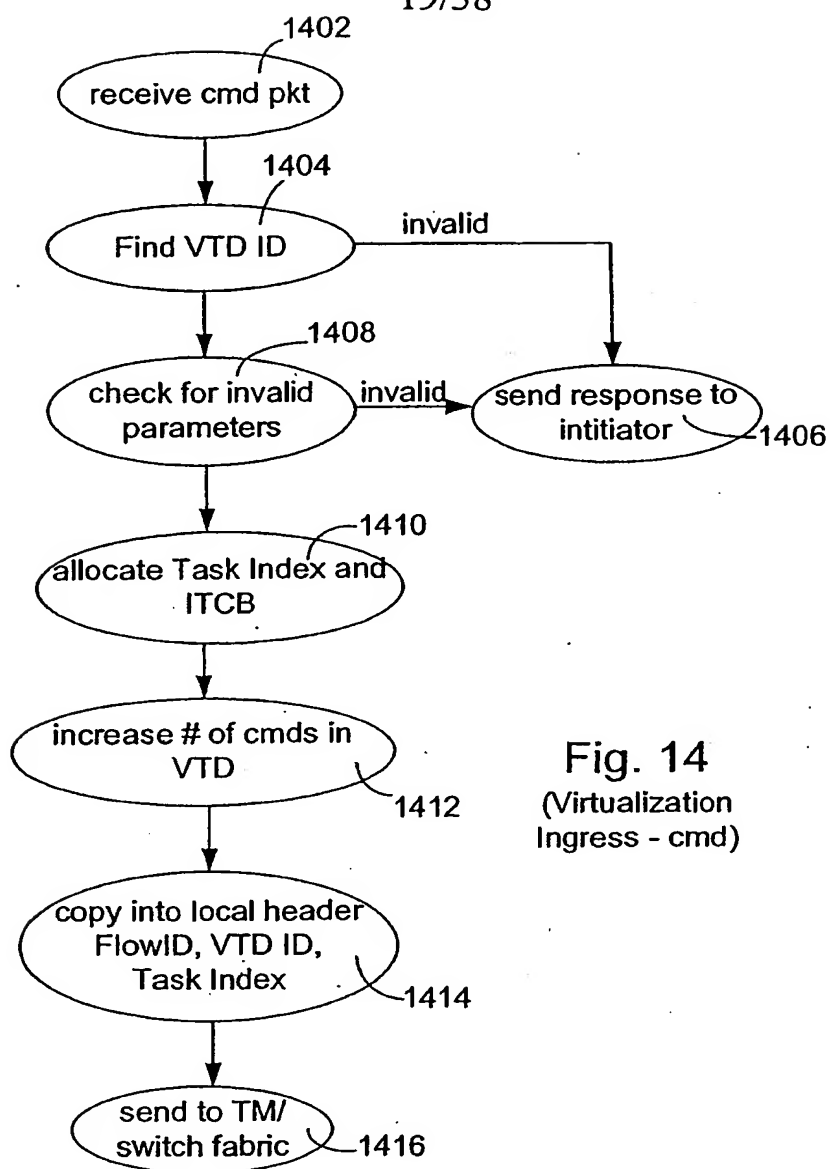 19/38
1402
receive cmd pkt
1404
Find VTD ID
invalid
1408
check for invalid
parameters
invalid
send response to
intitiator
1406
1410
allocate Task Index and
ITCB
increase # of cmds in
VTD
1412
Fig. 14
(Virtualization
Ingress - cmd)
copy into local header
FlowID, VTD ID,
Task Index
1414
send to TM/
switch fabric
1416